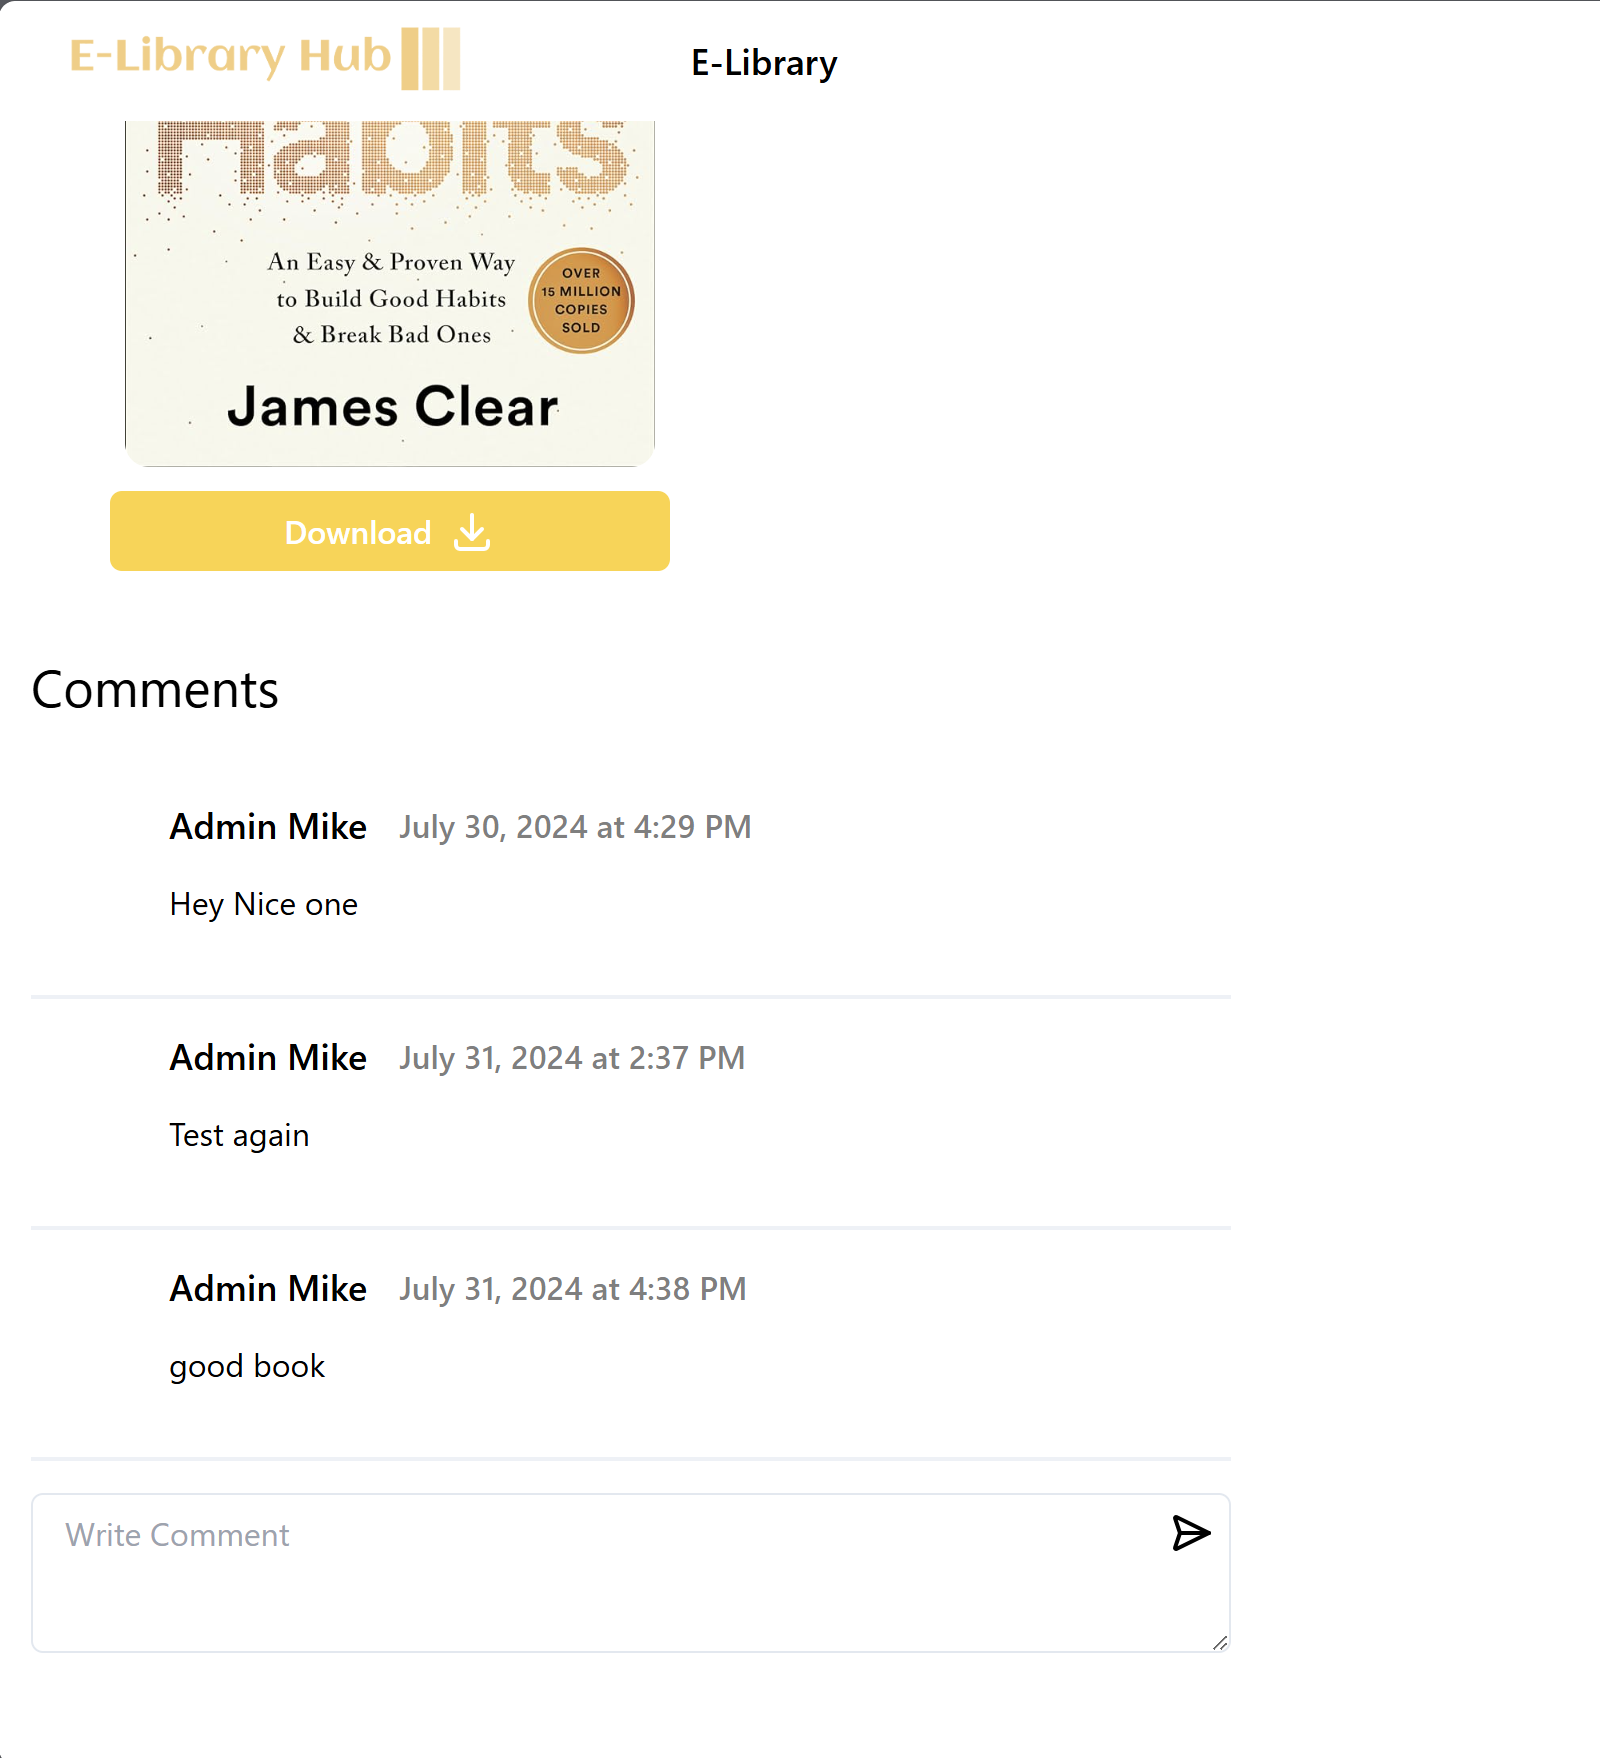 E-Library Hub
E-Library
Habits
An Easy & Proven Way
to Build Good Habits
& Break Bad Ones
OVER
15 MILLION
COPIES
SOLD
James Clear
Download
Comments
Admin Mike July 30, 2024 at 4:29 PM
Hey Nice one
Admin Mike July 31, 2024 at 2:37 PM
Test again
Admin Mike July 31, 2024 at 4:38 PM
good book
Write Comment